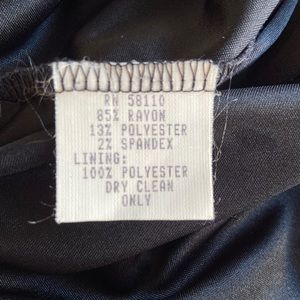 RN 58110
85% RAYON
13% POLYESTER
2% SPANDEX
LINING:
100% POLYESTER
DRY CLEAN
ONLY